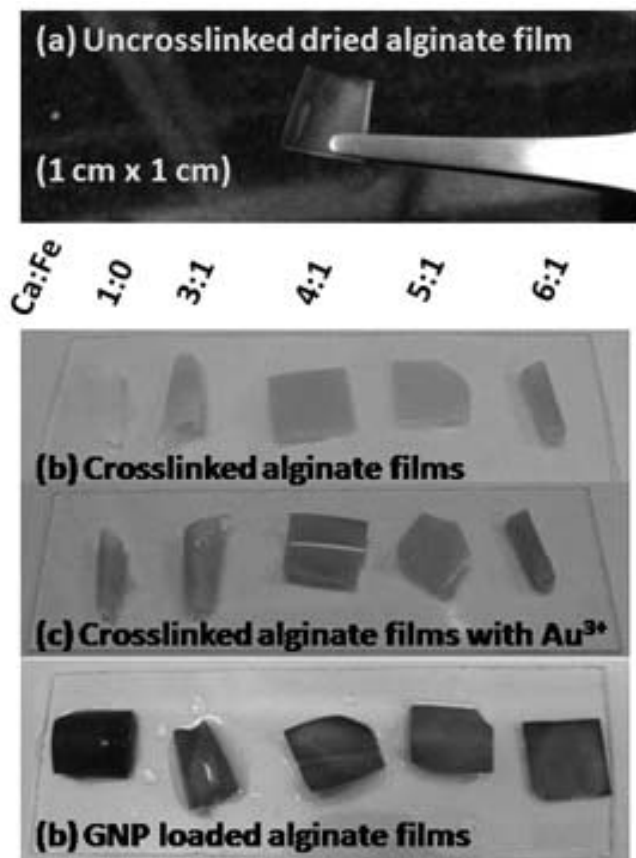 (a) Uncrosslinked dried alginate film
(1 cm x 1 cm)
Ca:Fe 1:0 3:1 4:1 5:1 6:1
(b) Crosslinked alginate films
(c) Crosslinked alginate films with Au³⁺
(b) GNP loaded alginate films